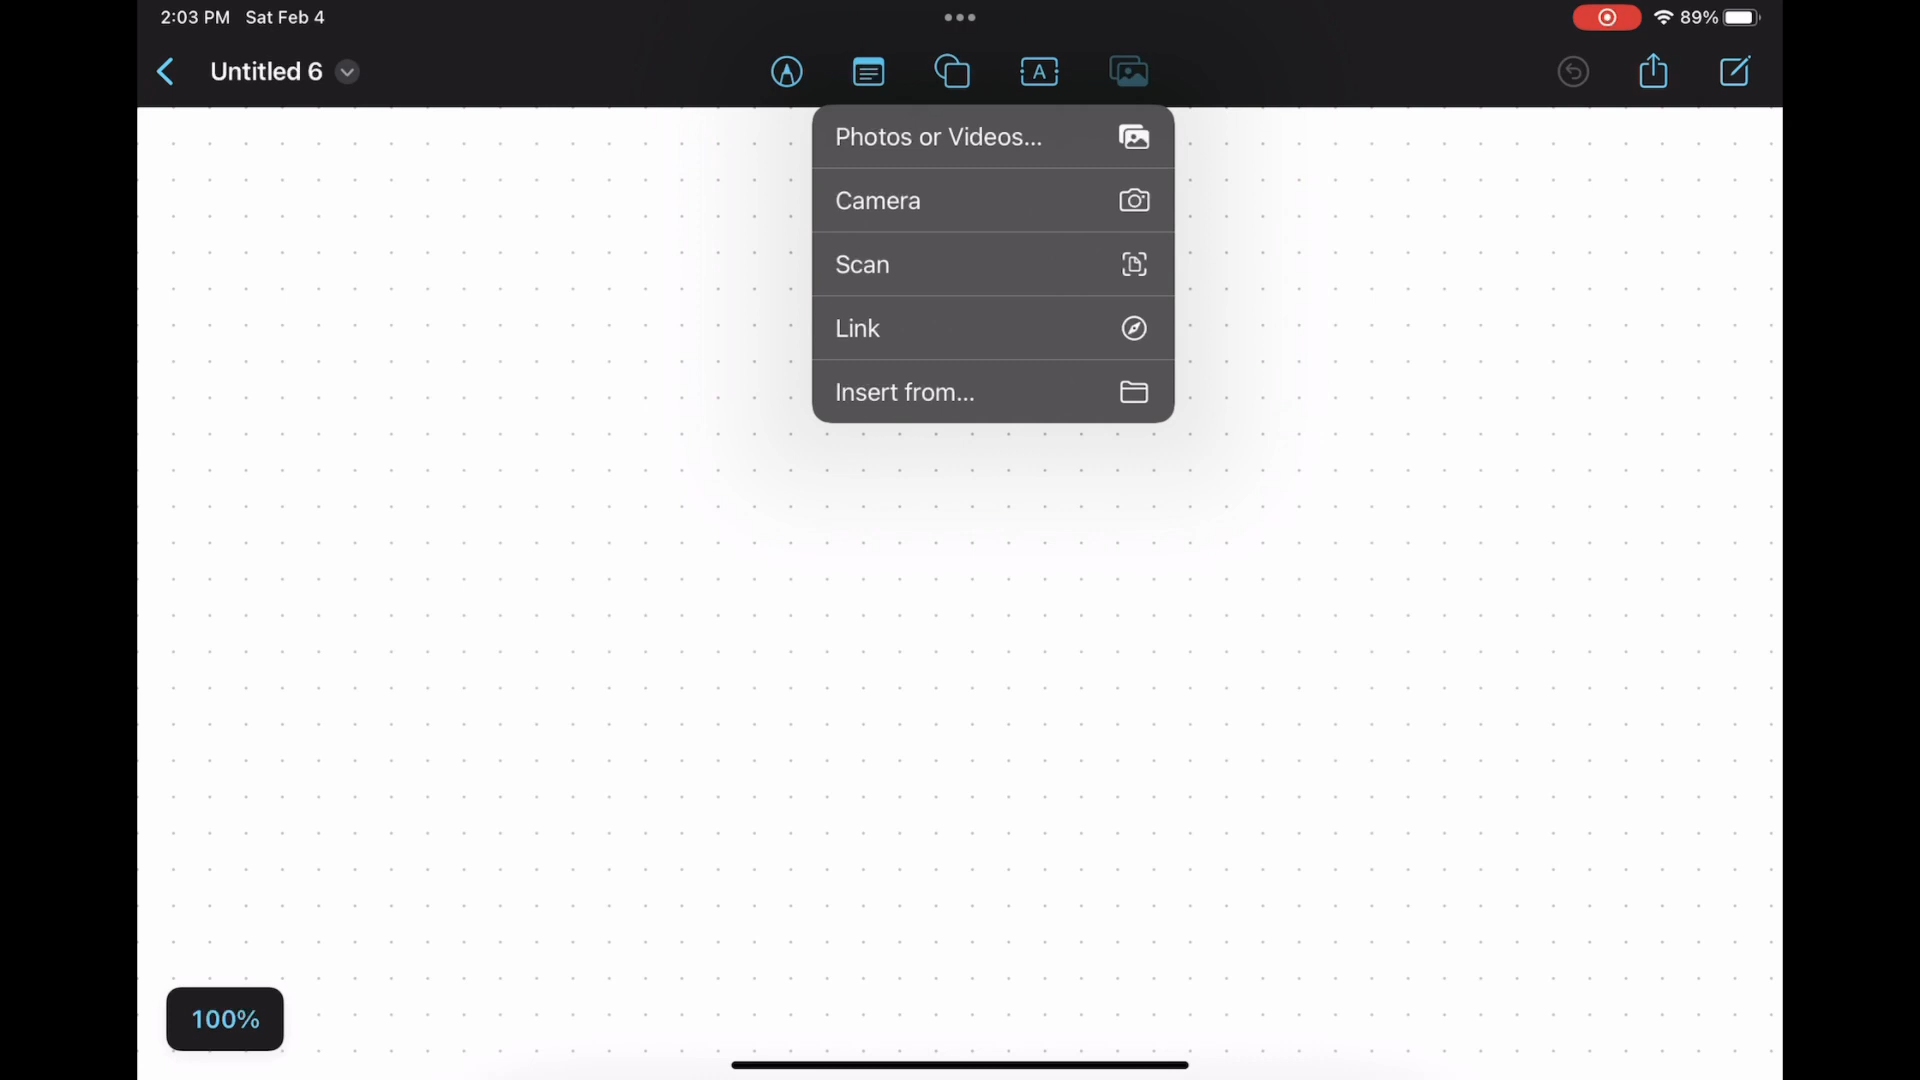 2:03 PM Sat Feb 4
89%
Untitled 6
A
Photos or Videos...
Camera
Scan
Link
Insert from...
100%